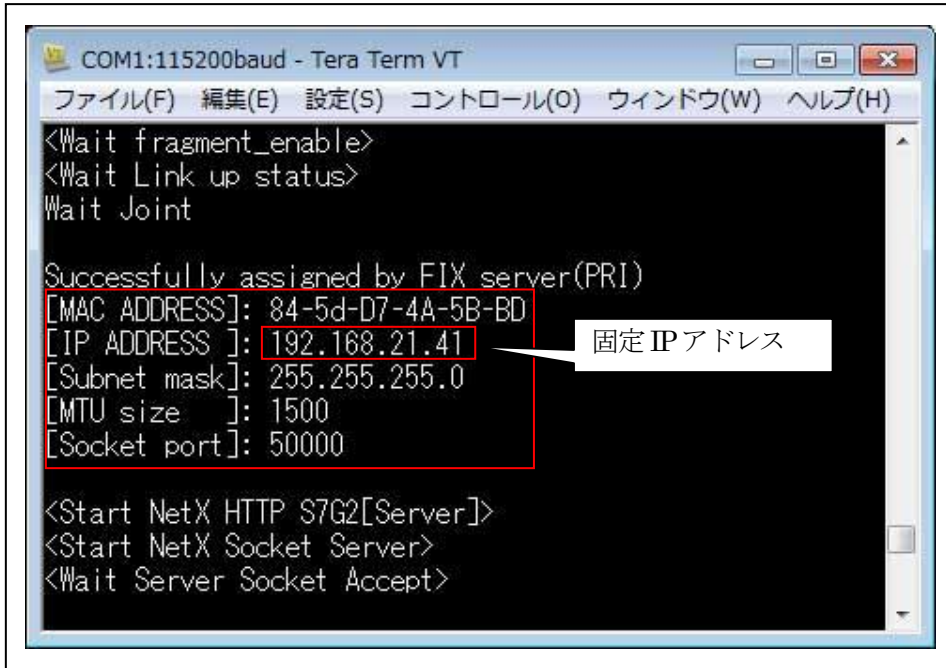 COM1:115200baud - Tera Term VT
ファイル(F) 編集(E) 設定(S) コントロール(O) ウィンドウ(W) ヘルプ(H)
<Wait fragment_enable>
<Wait Link up status>
Wait Joint
Successfully assigned by FIX server(PRI)
[MAC ADDRESS]: 84-5d-D7-4A-5B-BD
[IP ADDRESS ]: 192.168.21.41
固定IPアドレス
[Subnet mask]: 255.255.255.0
[MTU size   ]: 1500
[Socket port]: 50000
<Start NetX HTTP S7G2[Server]>
<Start NetX Socket Server>
<Wait Server Socket Accept>